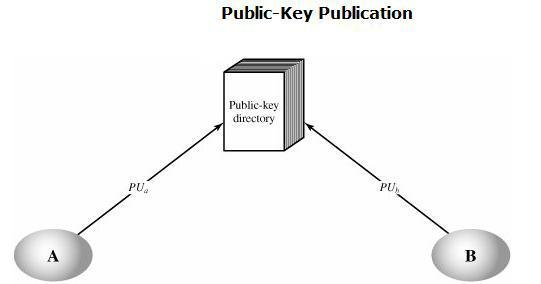 Public-Key Publication
Public-key
directory
PUa
PUb
A
B